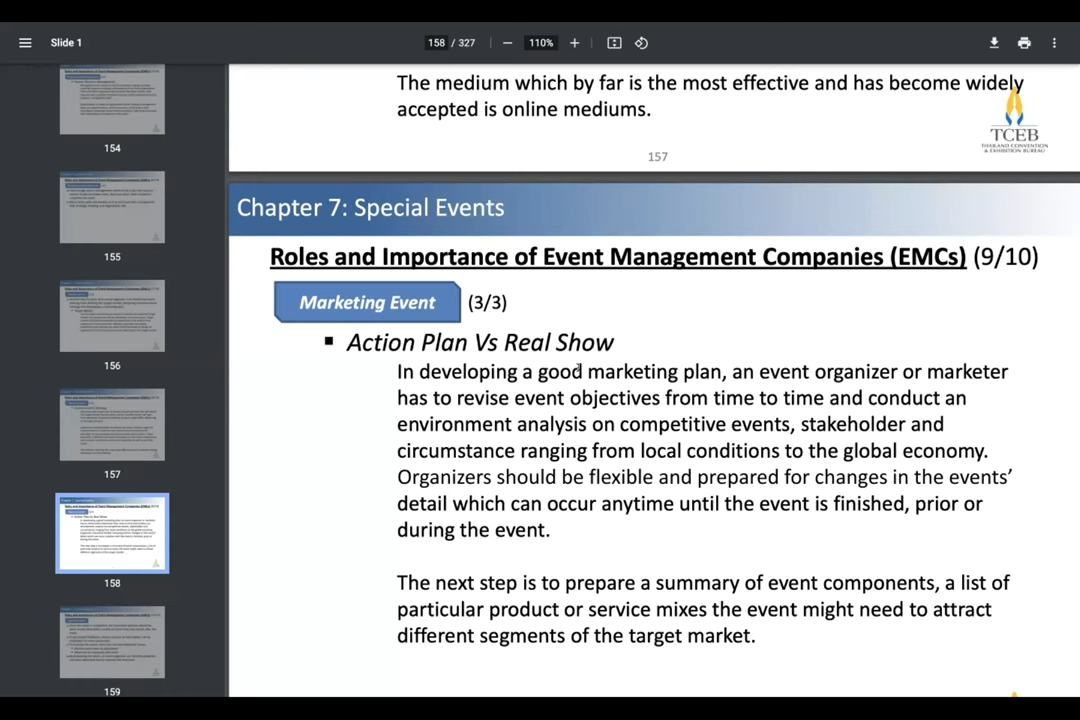 Slide 1
158 / 327
110%
154
155
156
157
158
159
The medium which by far is the most effective and has become widely
accepted is online mediums.
TCEB
THAILAND CONVENTION
& EXHIBITION BUREAU
157
Chapter 7: Special Events
Roles and Importance of Event Management Companies (EMCs) (9/10)
Marketing Event (3/3)
▪ Action Plan Vs Real Show
In developing a good marketing plan, an event organizer or marketer
has to revise event objectives from time to time and conduct an
environment analysis on competitive events, stakeholder and
circumstance ranging from local conditions to the global economy.
Organizers should be flexible and prepared for changes in the events’
detail which can occur anytime until the event is finished, prior or
during the event.
The next step is to prepare a summary of event components, a list of
particular product or service mixes the event might need to attract
different segments of the target market.